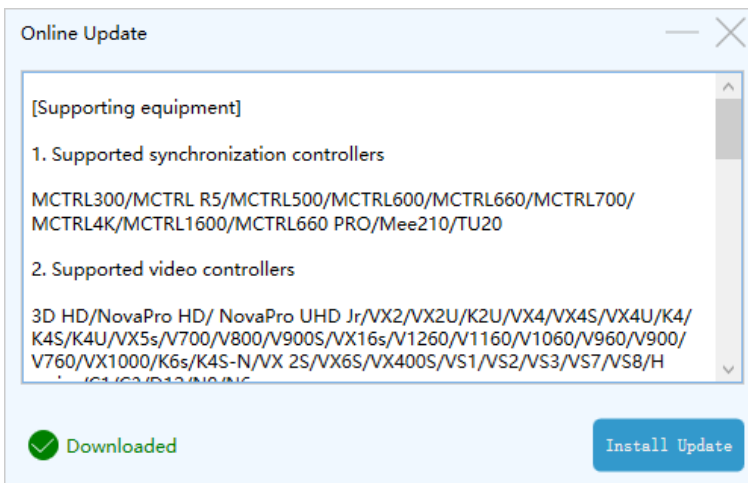 Online Update
[Supporting equipment]
1. Supported synchronization controllers
MCTRL300/MCTRL R5/MCTRL500/MCTRL600/MCTRL660/MCTRL700/
MCTRL4K/MCTRL1600/MCTRL660 PRO/Mee210/TU20
2. Supported video controllers
3D HD/NovaPro HD/ NovaPro UHD Jr/VX2/VX2U/K2U/VX4/VX4S/VX4U/K4/
K4S/K4U/VX5s/V700/V800/V900S/VX16s/V1260/V1160/V1060/V960/V900/
V760/VX1000/K6s/K4S-N/VX 2S/VX6S/VX400S/VS1/VS2/VS3/VS7/VS8/H
Downloaded
Install Update